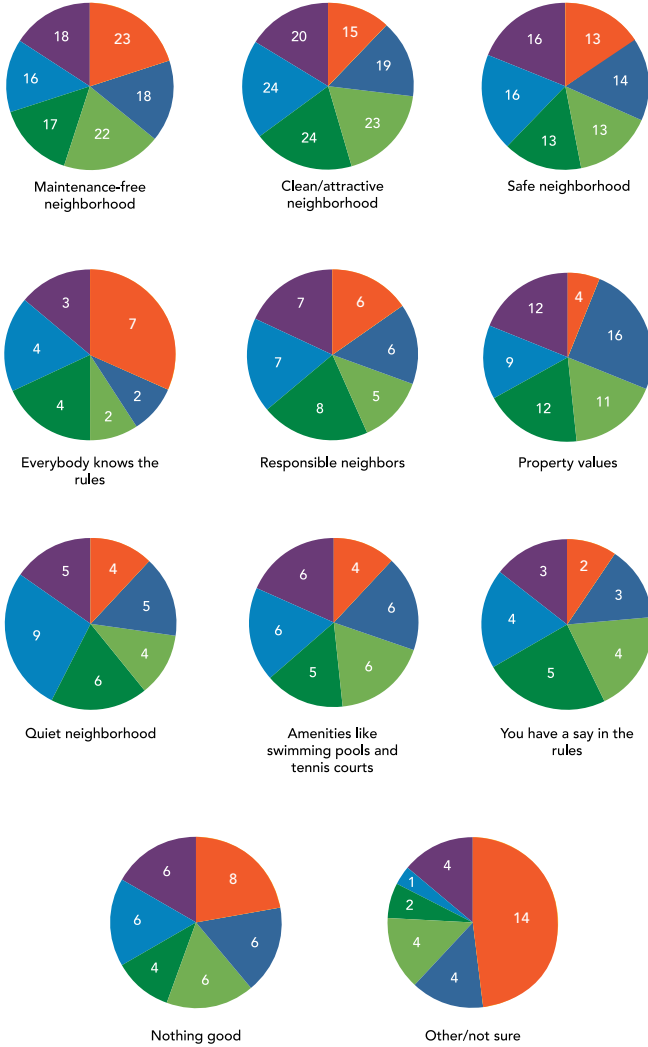 18 23
16 18
17 22
Maintenance-free
neighborhood
20 15
24 19
24 23
Clean/attractive
neighborhood
16 13
16 14
13 13
Safe neighborhood
3 7
4 2
4 2
Everybody knows the
rules
7 6
7 6
8 5
Responsible neighbors
12 4
9 16
12 11
Property values
5 4
9 5
6 4
Quiet neighborhood
6 4
6 6
5 6
Amenities like
swimming pools and
tennis courts
3 2
4 3
5 4
You have a say in the
rules
6 8
6 6
4 6
Nothing good
4
1 14
2
4 4
Other/not sure